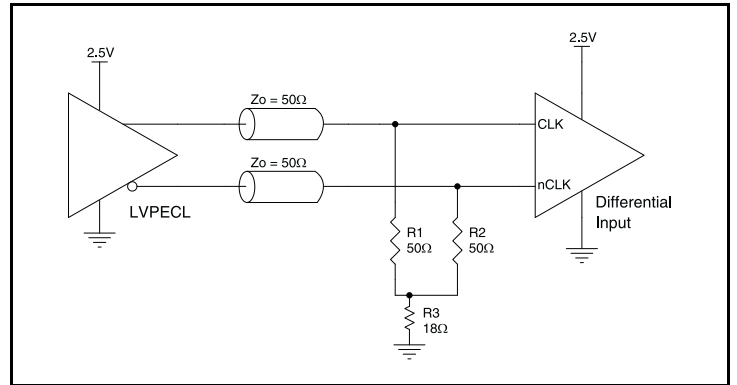 2.5V
2.5V
Zo = 50Ω
CLK
Zo = 50Ω
nCLK
LVPECL
Differential
Input
R1
50Ω
R2
50Ω
R3
18Ω